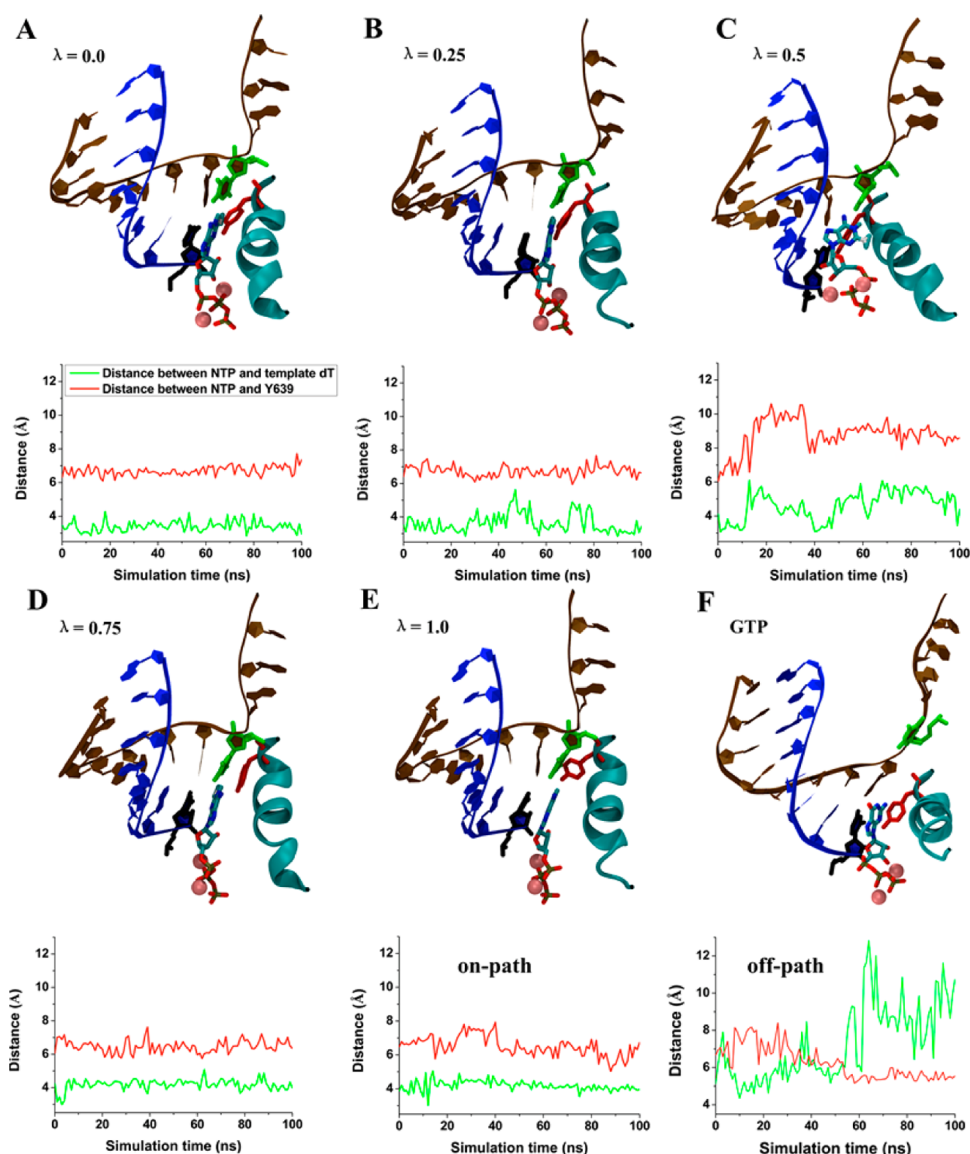 A
λ = 0.0
B
λ = 0.25
C
λ = 0.5
Distance between NTP and template dT
Distance between NTP and Y639
Distance (Å)
12
10
8
6
4
0 20 40 60 80 100
Simulation time (ns)
Distance (Å)
12
10
8
6
4
0 20 40 60 80 100
Simulation time (ns)
Distance (Å)
12
10
8
6
4
0 20 40 60 80 100
Simulation time (ns)
D
λ = 0.75
E
λ = 1.0
F
GTP
Distance (Å)
12
10
8
6
4
0 20 40 60 80 100
Simulation time (ns)
on-path
Distance (Å)
12
10
8
6
4
0 20 40 60 80 100
Simulation time (ns)
off-path
Distance (Å)
12
10
8
6
4
0 20 40 60 80 100
Simulation time (ns)